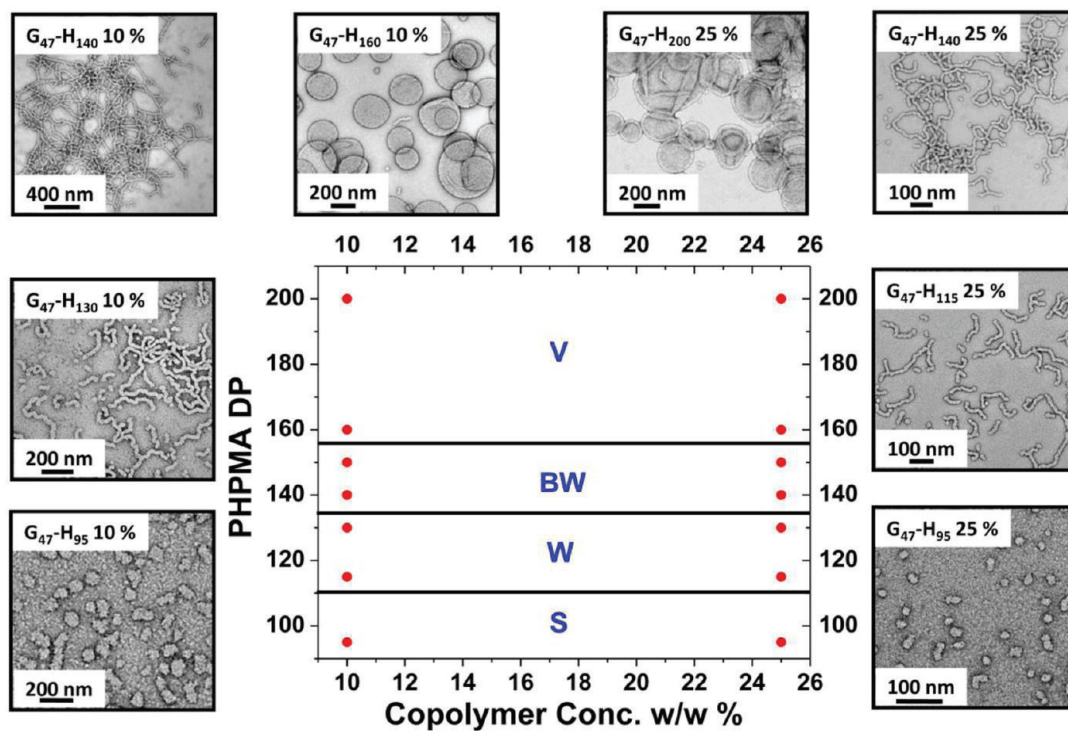 G47-H140 10 %
400 nm
G47-H160 10 %
200 nm
G47-H200 25 %
200 nm
G47-H140 25 %
100 nm
10 12 14 16 18 20 22 24 26
G47-H130 10 %
200 nm
G47-H95 10 %
200 nm
PHPMA DP
200
180
160
140
120
100
V
BW
W
S
200
180
160
140
120
100
G47-H115 25 %
100 nm
G47-H95 25 %
100 nm
10 12 14 16 18 20 22 24 26
Copolymer Conc. w/w %